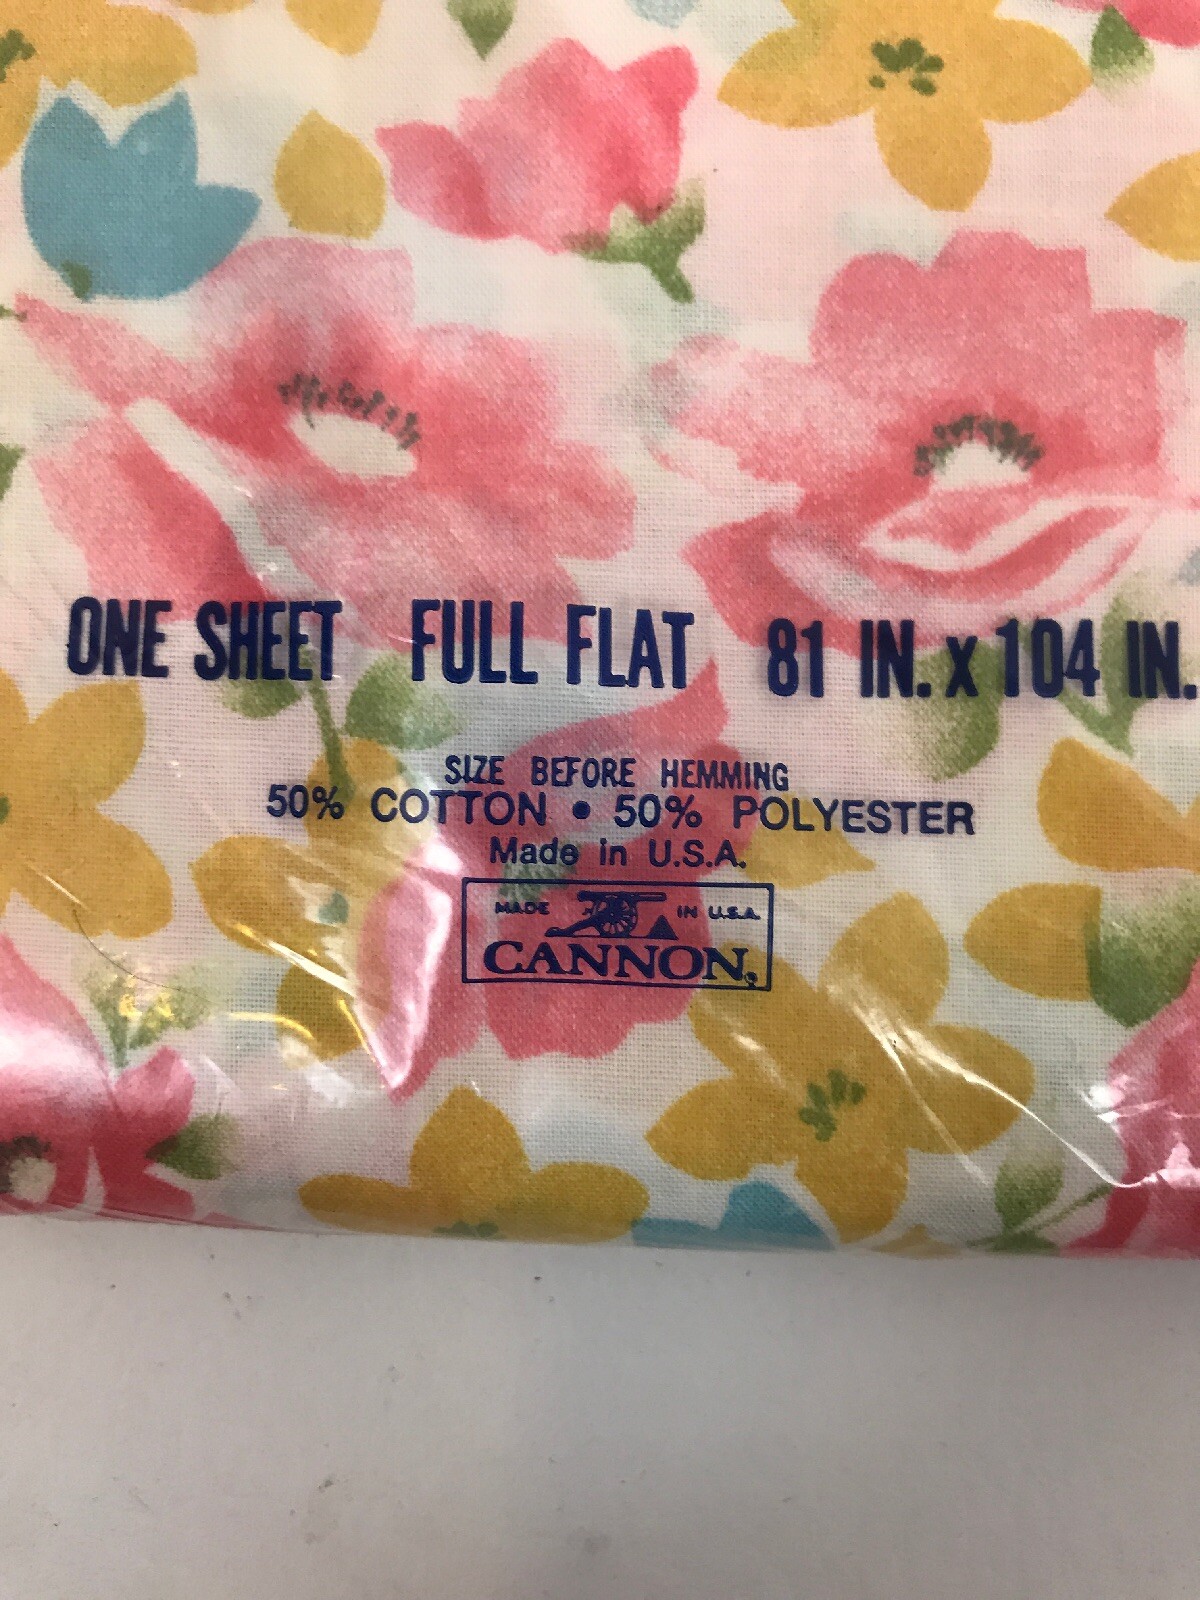 ONE SHEET FULL FLAT 81 IN. x 104 IN.
SIZE BEFORE HEMMING
50% COTTON • 50% POLYESTER
Made in U.S.A.
MADE IN U.S.A.
CANNON®